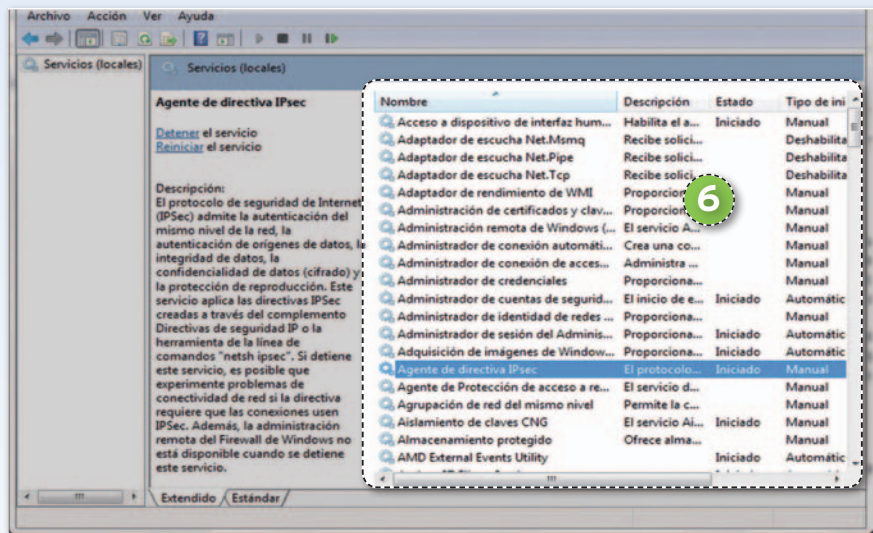 Archivo Acción Ver Ayuda
Servicios (locales)
Servicios (locales)
Agente de directiva IPsec
Detener el servicio
Reiniciar el servicio
Descripción:
El protocolo de seguridad de Internet
(IPSec) admite la autenticación del
mismo nivel de la red, la
autenticación de orígenes de datos, la
integridad de datos, la
confidencialidad de datos (cifrado) y
la protección de reproducción. Este
servicio aplica las directivas IPSec
creadas a través del complemento
Directivas de seguridad IP o la
herramienta de la línea de
comandos "netsh ipsec". Si detiene
este servicio, es posible que
experimente problemas de
conectividad de red si la directiva
requiere que las conexiones usen
IPSec. Además, la administración
remota del Firewall de Windows no
está disponible cuando se detiene
este servicio.
Nombre Descripción Estado Tipo de ini
Acceso a dispositivo de interfaz hum... Habilita el a... Iniciado Manual
Adaptador de escucha Net.Msmq Recibe solici... Deshabilita
Adaptador de escucha Net.Pipe Recibe solici... Deshabilita
Adaptador de escucha Net.Tcp Recibe solici... Deshabilita
Adaptador de rendimiento de WMI Proporcion Manual
Administración de certificados y clav... Proporcion Manual
Administración remota de Windows (... El servicio A... Manual
Administrador de conexión automáti... Crea una co... Manual
Administrador de conexión de acces... Administra ... Manual
Administrador de credenciales Proporciona... Manual
Administrador de cuentas de segurid... El inicio de e... Iniciado Automátic
Administrador de identidad de redes ... Proporciona... Manual
Administrador de sesión del Adminis... Proporciona... Iniciado Automátic
Adquisición de imágenes de Window... Proporciona... Iniciado Automátic
Agente de directiva IPsec El protocolo... Iniciado Manual
Agente de Protección de acceso a re... El servicio d... Manual
Agrupación de red del mismo nivel Permite la c... Manual
Aislamiento de claves CNG El servicio Ai... Iniciado Manual
Almacenamiento protegido Ofrece alma... Manual
AMD External Events Utility Iniciado Automátic
6
Extendido Estándar